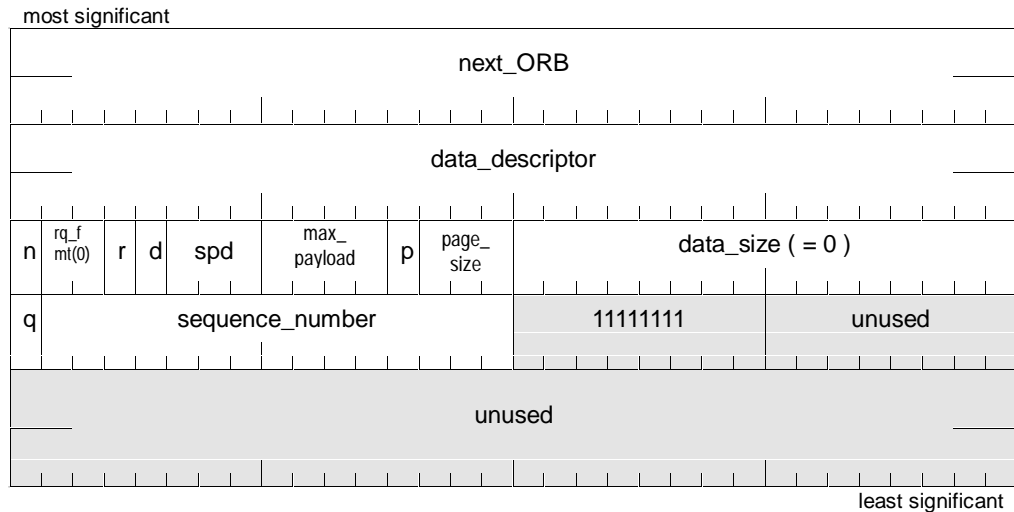 most significant
next_ORB
data_descriptor
n rq_f mt(0) r d spd max_ payload p page_ size data_size ( = 0 )
q sequence_number 11111111 unused
unused
least significant